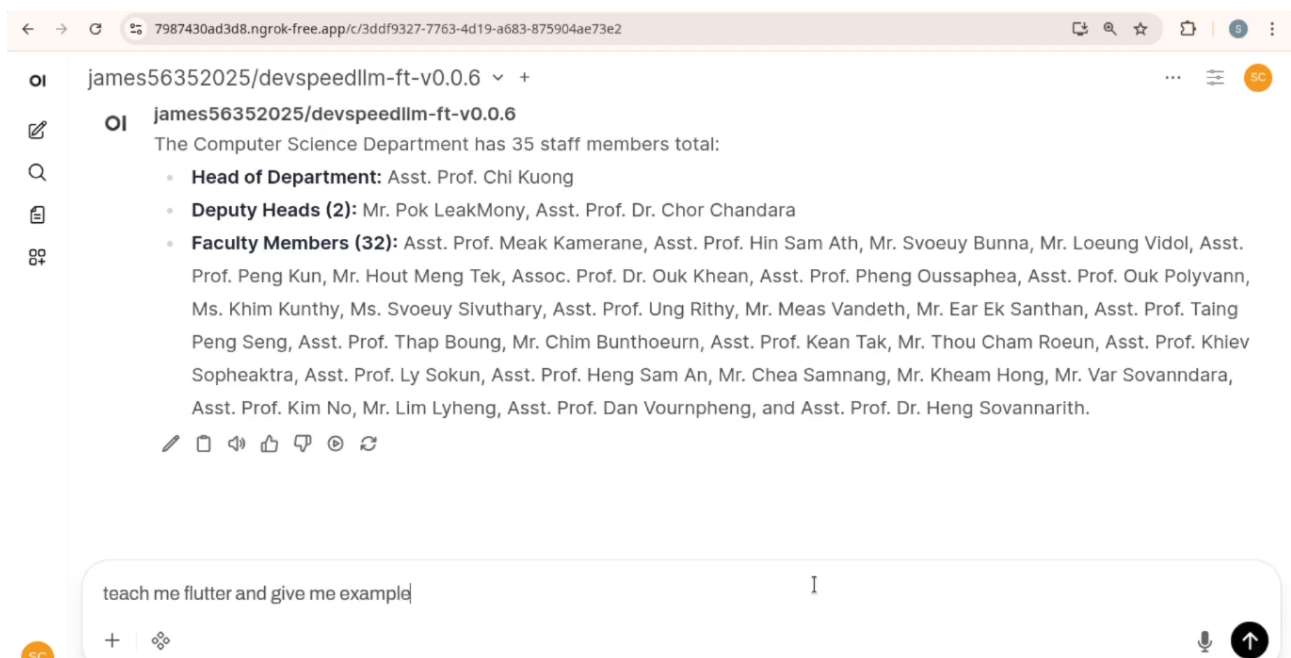 7987430ad3d8.ngrok-free.app/c/3ddf9327-7763-4d19-a683-875904ae73e2
S
OI
james56352025/devspeedllm-ft-v0.0.6
SC
OI
james56352025/devspeedllm-ft-v0.0.6
The Computer Science Department has 35 staff members total:
Head of Department: Asst. Prof. Chi Kuong
Deputy Heads (2): Mr. Pok LeakMony, Asst. Prof. Dr. Chor Chandara
Faculty Members (32): Asst. Prof. Meak Kamerane, Asst. Prof. Hin Sam Ath, Mr. Svoeuy Bunna, Mr. Loeung Vidol, Asst.
Prof. Peng Kun, Mr. Hout Meng Tek, Assoc. Prof. Dr. Ouk Khean, Asst. Prof. Pheng Oussaphea, Asst. Prof. Ouk Polyvann,
Ms. Khim Kunthy, Ms. Svoeuy Sivuthary, Asst. Prof. Ung Rithy, Mr. Meas Vandeth, Mr. Ear Ek Santhan, Asst. Prof. Taing
Peng Seng, Asst. Prof. Thap Boung, Mr. Chim Bunthoeurn, Asst. Prof. Kean Tak, Mr. Thou Cham Roeun, Asst. Prof. Khiev
Sopheaktra, Asst. Prof. Ly Sokun, Asst. Prof. Heng Sam An, Mr. Chea Samnang, Mr. Kheam Hong, Mr. Var Sovanndara,
Asst. Prof. Kim No, Mr. Lim Lyheng, Asst. Prof. Dan Vournpheng, and Asst. Prof. Dr. Heng Sovannarith.
teach me flutter and give me example
SC